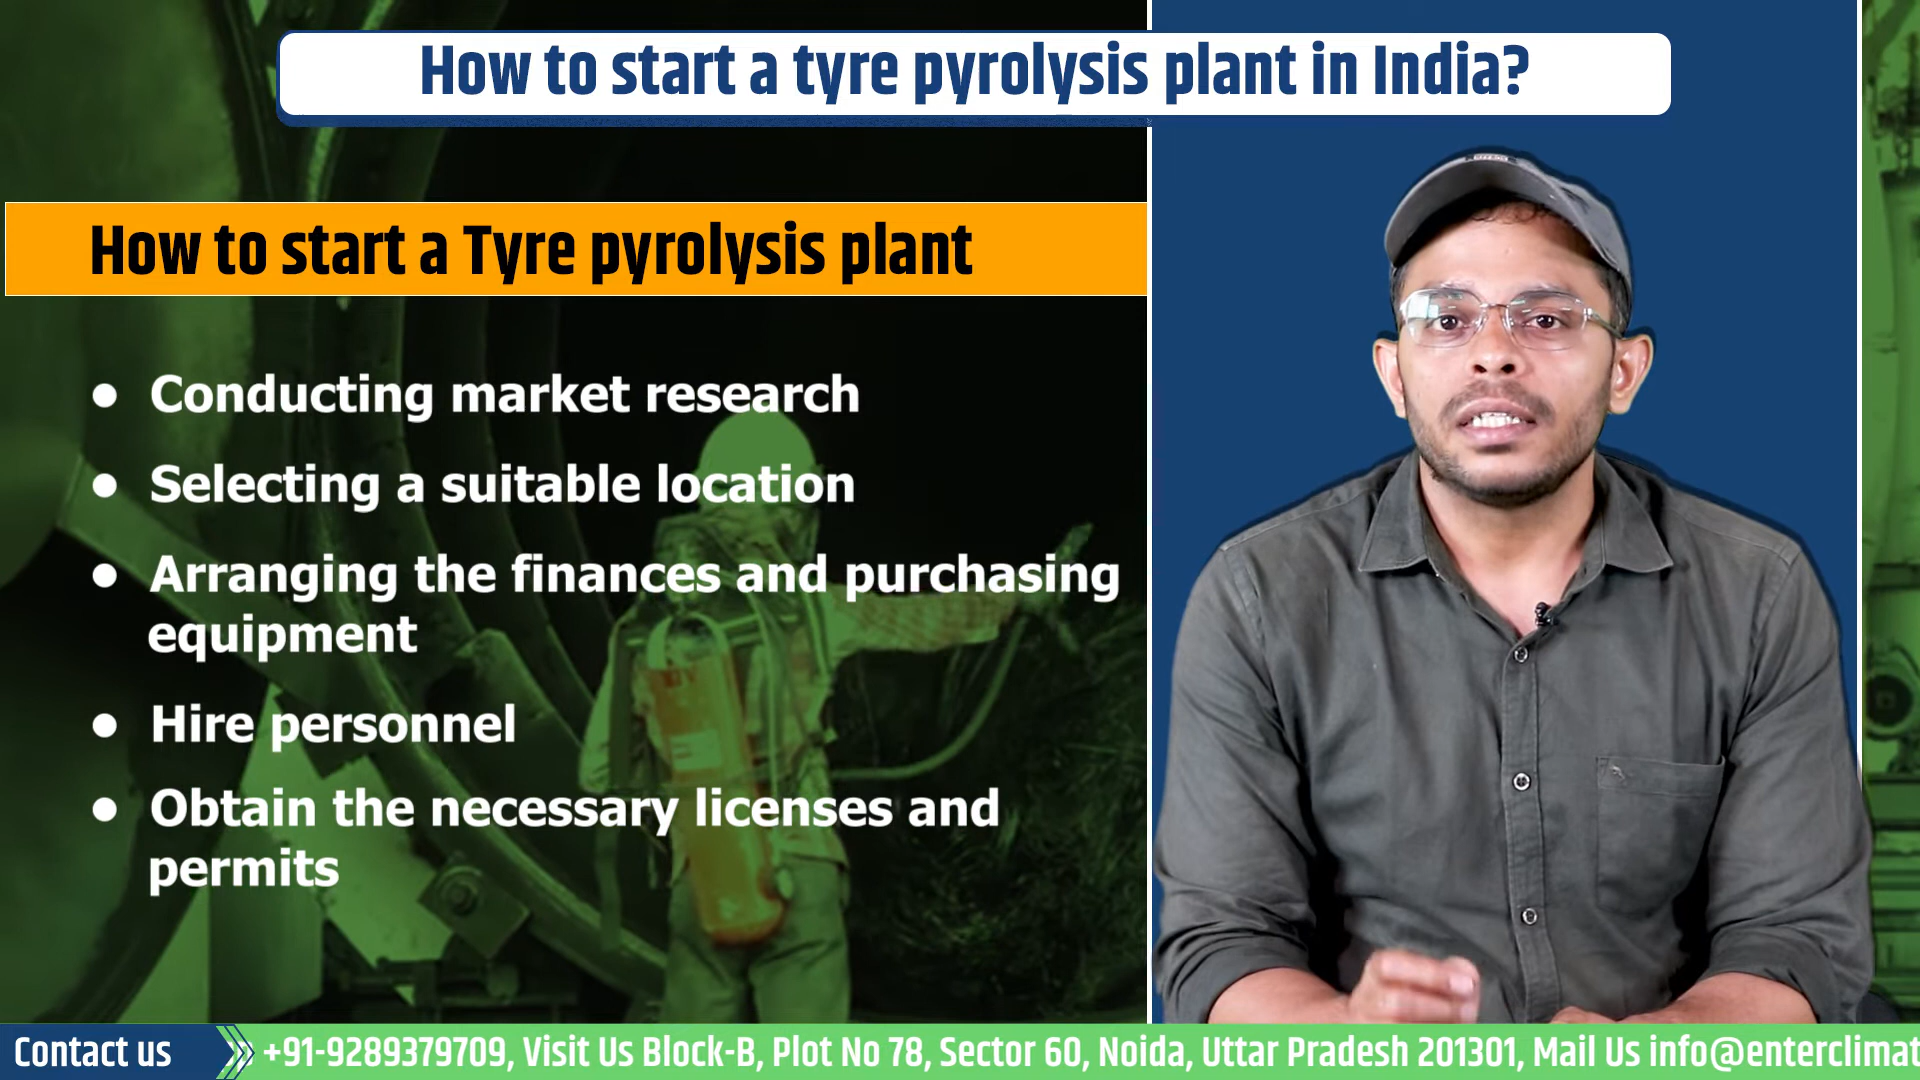 How to start a tyre pyrolysis plant in India?
How to start a Tyre pyrolysis plant
● Conducting market research
● Selecting a suitable location
● Arranging the finances and purchasing
equipment
● Hire personnel
● Obtain the necessary licenses and
permits
Contact us +91-9289379709, Visit Us Block-B, Plot No 78, Sector 60, Noida, Uttar Pradesh 201301, Mail Us info@enterclimat